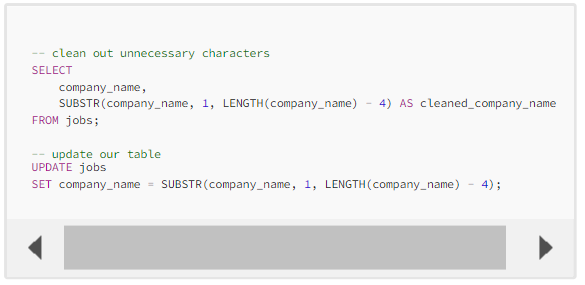 -- clean out unnecessary characters
SELECT
    company_name,
    SUBSTR(company_name, 1, LENGTH(company_name) - 4) AS cleaned_company_name
FROM jobs;

-- update our table
UPDATE jobs
SET company_name = SUBSTR(company_name, 1, LENGTH(company_name) - 4);